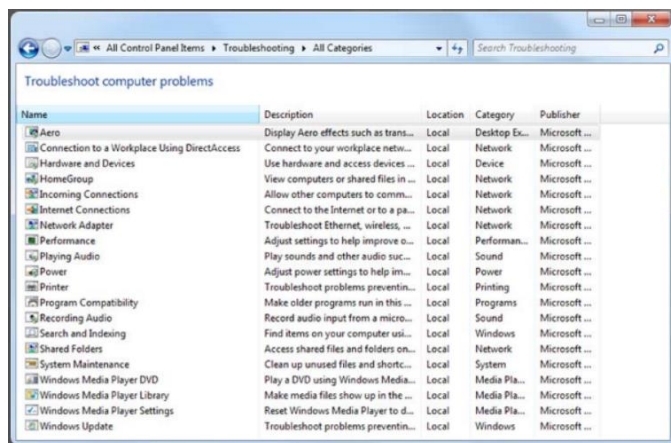 « All Control Panel Items ▸ Troubleshooting ▸ All Categories Search Troubleshooting
Troubleshoot computer problems
Name Description Location Category Publisher
Aero Display Aero effects such as trans... Local Desktop Ex... Microsoft ...
Connection to a Workplace Using DirectAccess Connect to your workplace netw... Local Network Microsoft ...
Hardware and Devices Use hardware and access devices ... Local Device Microsoft ...
HomeGroup View computers or shared files in ... Local Network Microsoft ...
Incoming Connections Allow other computers to comm... Local Network Microsoft ...
Internet Connections Connect to the Internet or to a pa... Local Network Microsoft ...
Network Adapter Troubleshoot Ethernet, wireless, ... Local Network Microsoft ...
Performance Adjust settings to help improve o... Local Performan... Microsoft ...
Playing Audio Play sounds and other audio suc... Local Sound Microsoft ...
Power Adjust power settings to help im... Local Power Microsoft ...
Printer Troubleshoot problems preventin... Local Printing Microsoft ...
Program Compatibility Make older programs run in this ... Local Programs Microsoft ...
Recording Audio Record audio input from a micro... Local Sound Microsoft ...
Search and Indexing Find items on your computer usi... Local Windows Microsoft ...
Shared Folders Access shared files and folders on... Local Network Microsoft ...
System Maintenance Clean up unused files and shortc... Local System Microsoft ...
Windows Media Player DVD Play a DVD using Windows Media... Local Media Pla... Microsoft ...
Windows Media Player Library Make media files show up in the ... Local Media Pla... Microsoft ...
Windows Media Player Settings Reset Windows Media Player to d... Local Media Pla... Microsoft ...
Windows Update Troubleshoot problems preventin... Local Windows Microsoft ...